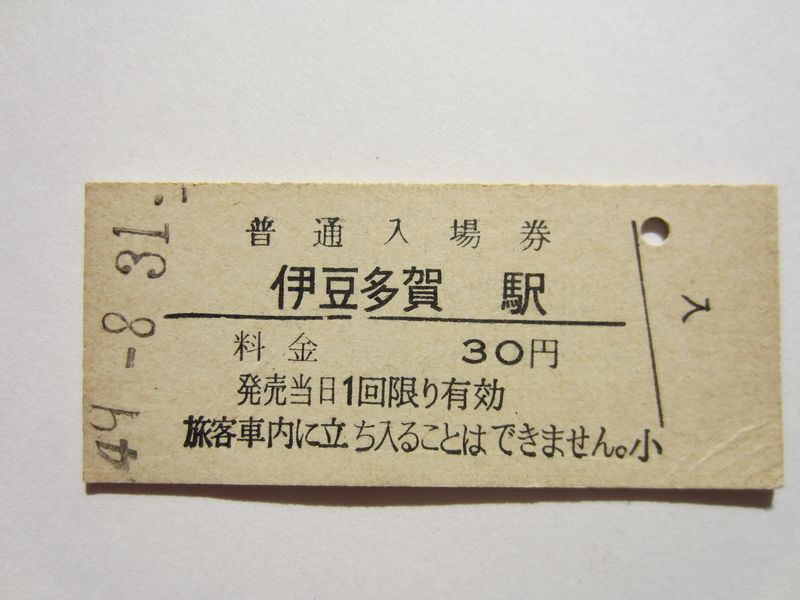 49.-8.31
普通入場券
伊豆多賀 駅
料金 30円
発売当日1回限り有効
旅客車内に立ち入ることはできません。小
入